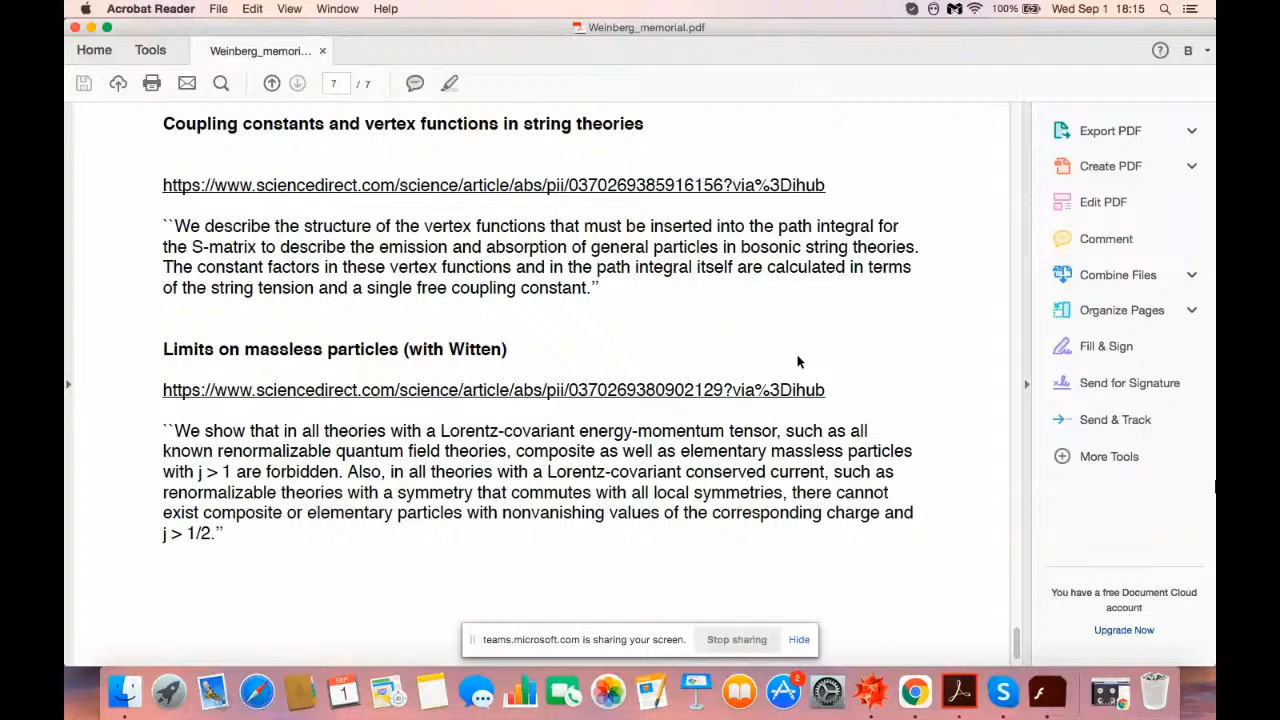 Acrobat Reader File Edit View Window Help 100% Wed Sep 1 18:15
Weinberg_memorial.pdf
Home Tools Weinberg_memori... × B
7 / 7
Coupling constants and vertex functions in string theories
https://www.sciencedirect.com/science/article/abs/pii/0370269385916156?via%3Dihub
``We describe the structure of the vertex functions that must be inserted into the path integral for
the S-matrix to describe the emission and absorption of general particles in bosonic string theories.
The constant factors in these vertex functions and in the path integral itself are calculated in terms
of the string tension and a single free coupling constant.’’
Limits on massless particles (with Witten)
https://www.sciencedirect.com/science/article/abs/pii/0370269380902129?via%3Dihub
``We show that in all theories with a Lorentz-covariant energy-momentum tensor, such as all
known renormalizable quantum field theories, composite as well as elementary massless particles
with j > 1 are forbidden. Also, in all theories with a Lorentz-covariant conserved current, such as
renormalizable theories with a symmetry that commutes with all local symmetries, there cannot
exist composite or elementary particles with nonvanishing values of the corresponding charge and
j > 1/2.’’
Export PDF
Create PDF
Edit PDF
Comment
Combine Files
Organize Pages
Fill & Sign
Send for Signature
Send & Track
More Tools
You have a free Document Cloud
account
Upgrade Now
teams.microsoft.com is sharing your screen. Stop sharing Hide
1
2